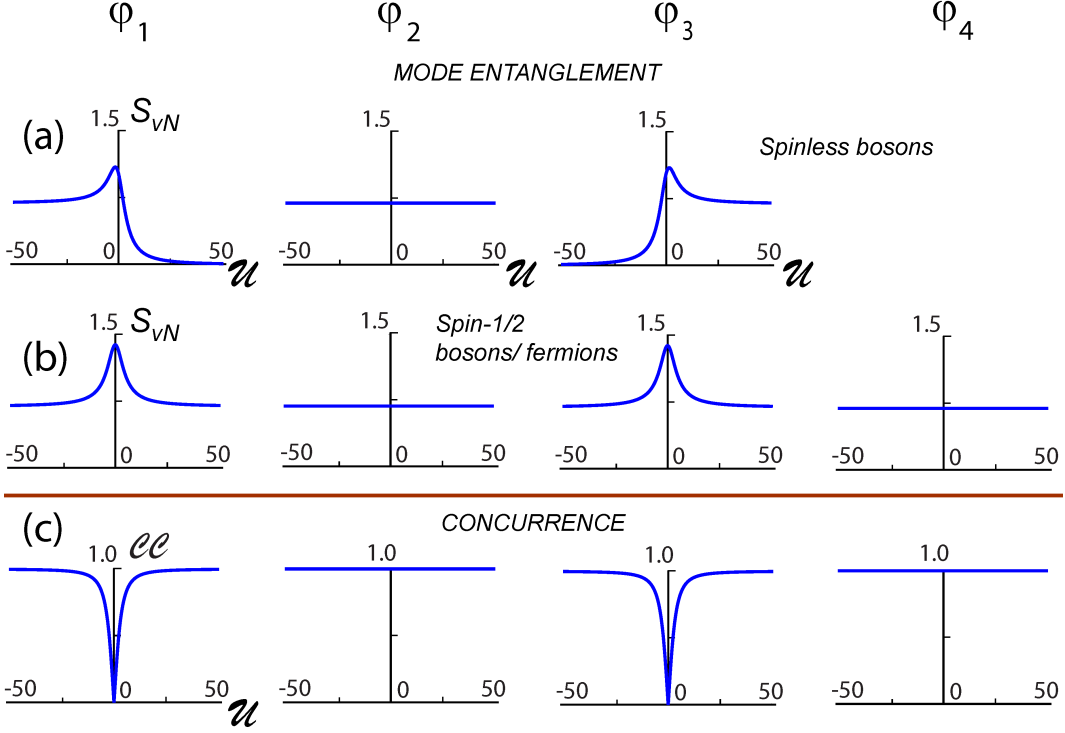 φ1 φ2 φ3 φ4
MODE ENTANGLEMENT
(a) 1.5 SvN 1.5 1.5 Spinless bosons
-50 0 50 𝒰 -50 0 50 𝒰 -50 0 50 𝒰
(b) 1.5 SvN 1.5 Spin-1/2 1.5 1.5
bosons/ fermions
-50 0 50 -50 0 50 -50 0 50 -50 0 50
(c) CONCURRENCE
1.0 𝒞𝒞 1.0 1.0 1.0
-50 0 50 𝒰 -50 0 50 -50 0 50 -50 0 50